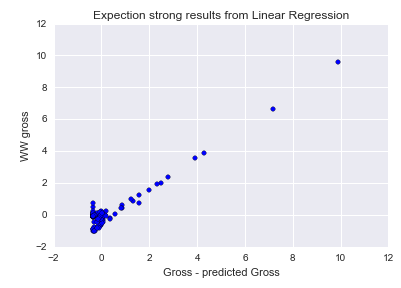 Expection strong results from Linear Regression
12
10
8
6
4
2
0
−2
WW gross
−2 0 2 4 6 8 10 12
Gross - predicted Gross